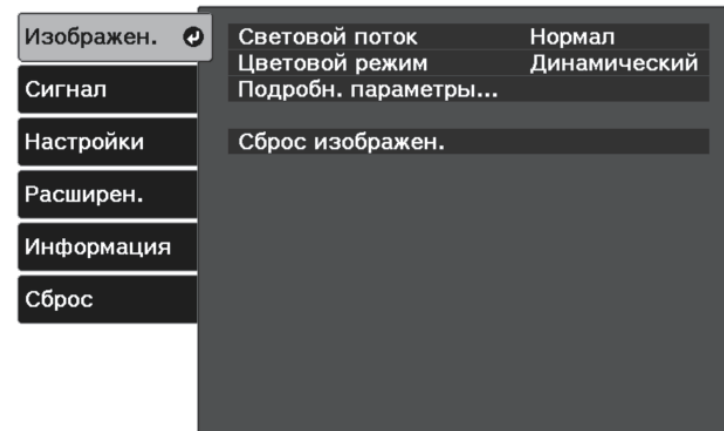 Изображен.
Сигнал
Настройки
Расширен.
Информация
Сброс
Световой поток Нормал
Цветовой режим Динамический
Подробн. параметры...
Сброс изображен.